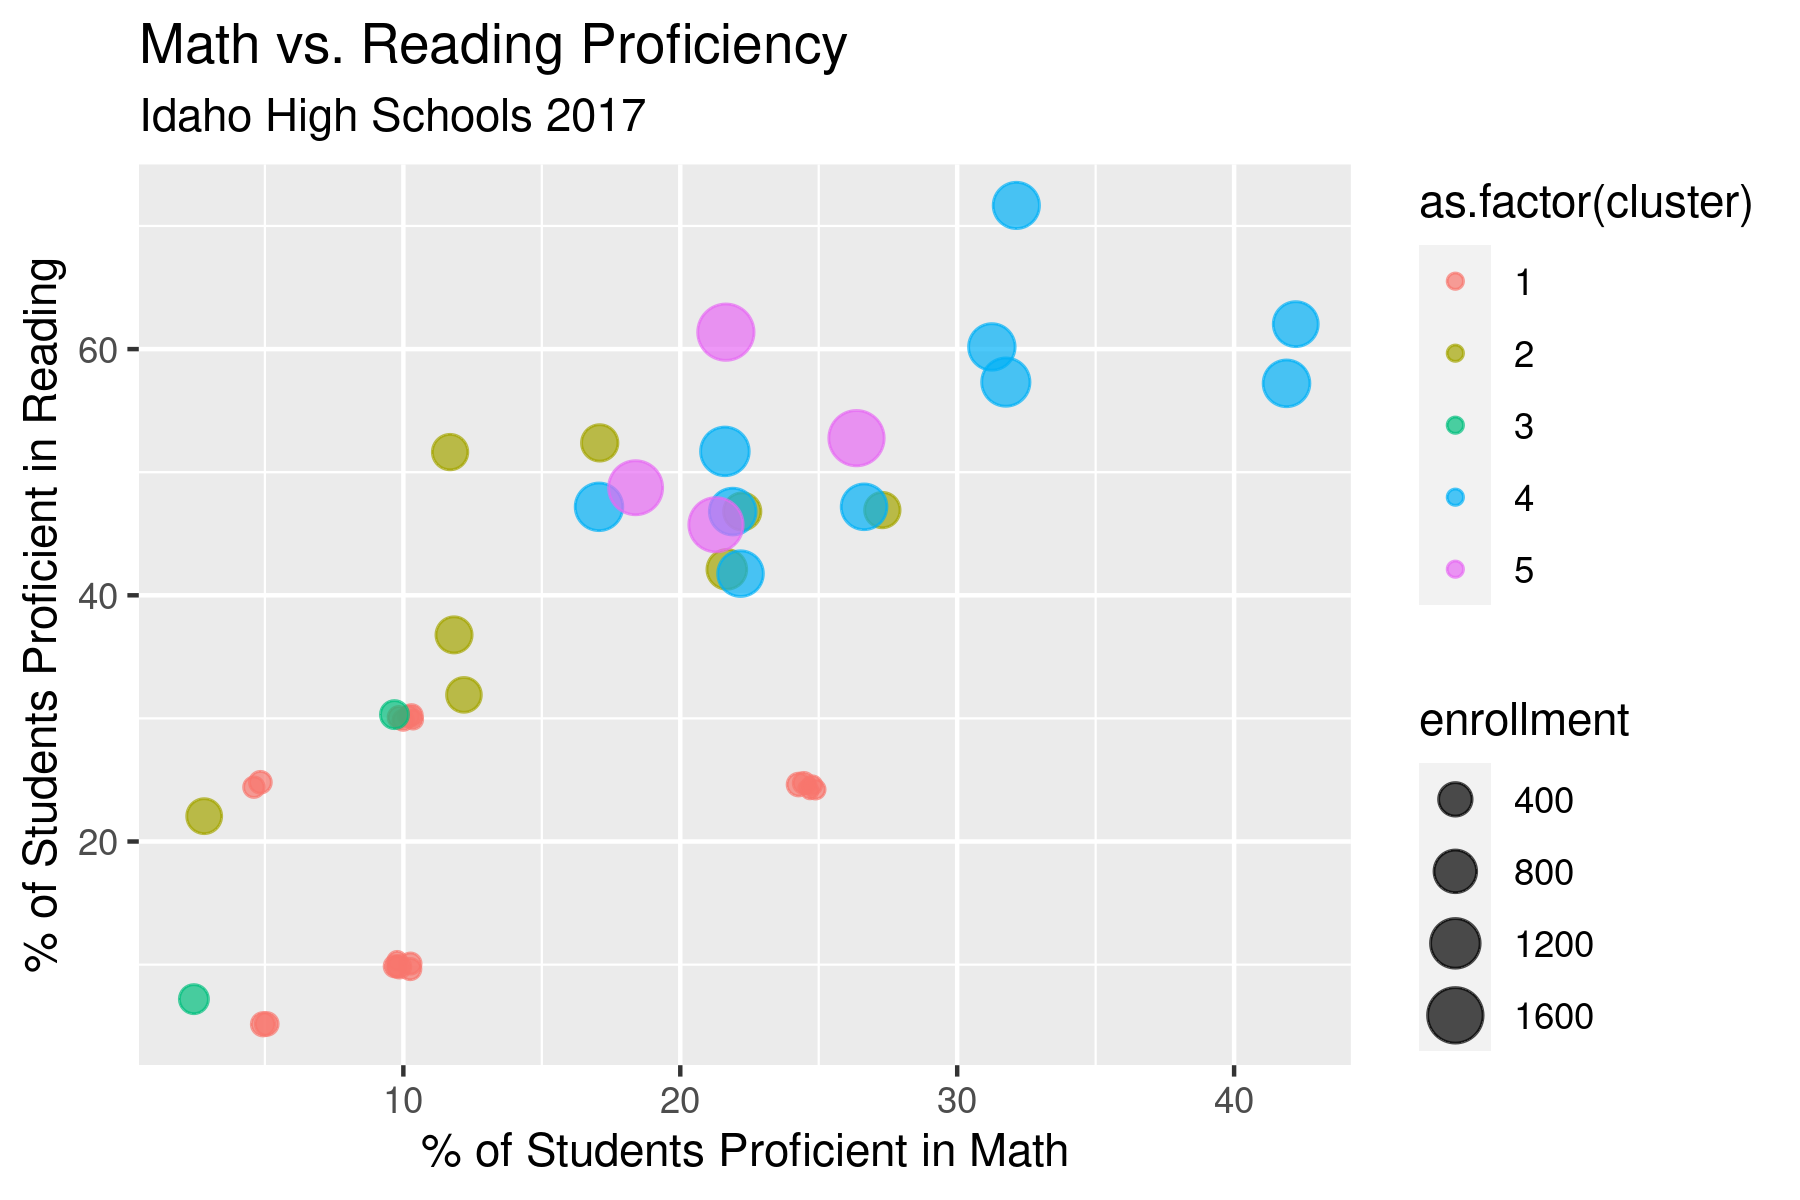 Math vs. Reading Proficiency
Idaho High Schools 2017
% of Students Proficient in Reading
60
40
20
10
20
30
40
% of Students Proficient in Math
as.factor(cluster)
1
2
3
4
5
enrollment
400
800
1200
1600